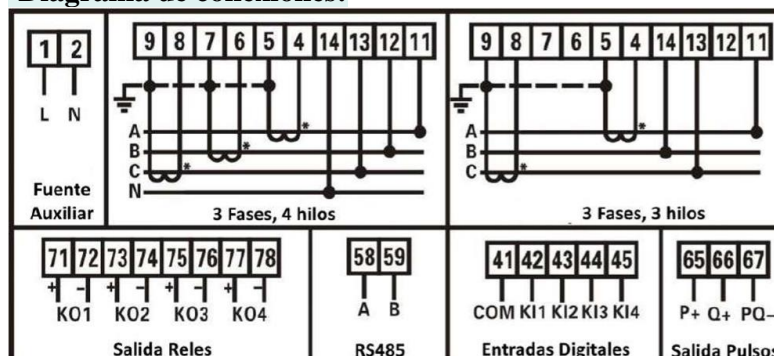 Diagrama de conexiones:
1 2
L N
Fuente
Auxiliar
9 8 7 6 5 4 14 13 12 11
A
B
C
N
* * *
3 Fases, 4 hilos
9 8 7 6 5 4 14 13 12 11
A
B
C
* *
3 Fases, 3 hilos
71 72 73 74 75 76 77 78
+ - + - + - + -
KO1 KO2 KO3 KO4
Salida Reles
58 59
A B
RS485
41 42 43 44 45
COM KI1 KI2 KI3 KI4
Entradas Digitales
65 66 67
P+ Q+ PQ-
Salida Pulsos